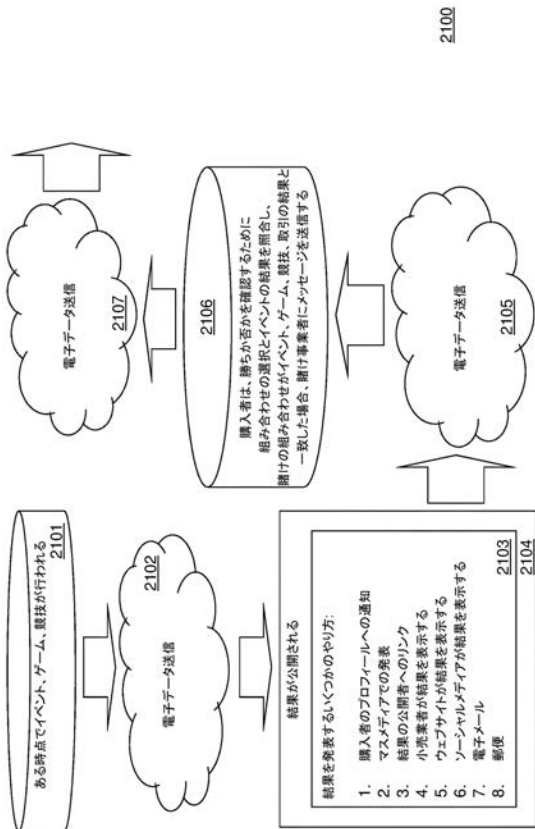 ある時点でイベント、ゲーム、競技が行われる
2101
電子データ送信
2102
結果が公開される
結果を発表するいくつかのやり方:
1. 購入者のプロフィールへの通知
2. マスメディアでの発表
3. 結果の公開者へのリンク
4. 小売業者が結果を表示する
5. ウェブサイトが結果を表示する
6. ソーシャルメディアが結果を表示する
7. 電子メール
8. 郵便
2103
2104
電子データ送信
2105
2106
購入者は、勝ちか否かを確認するために
組み合わせの選択とイベントの結果を照合し、
賭けの組み合わせがイベント、ゲーム、競技、取引の結果と
一致した場合、賭け事業者にメッセージを送信する
電子データ送信
2107
2100